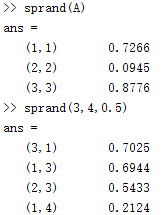 >> sprand(A)
ans =
(1,1) 0.7266
(2,2) 0.0945
(3,3) 0.8776
>> sprand(3,4,0.5)
ans =
(3,1) 0.7025
(1,3) 0.6944
(2,3) 0.5433
(1,4) 0.2124